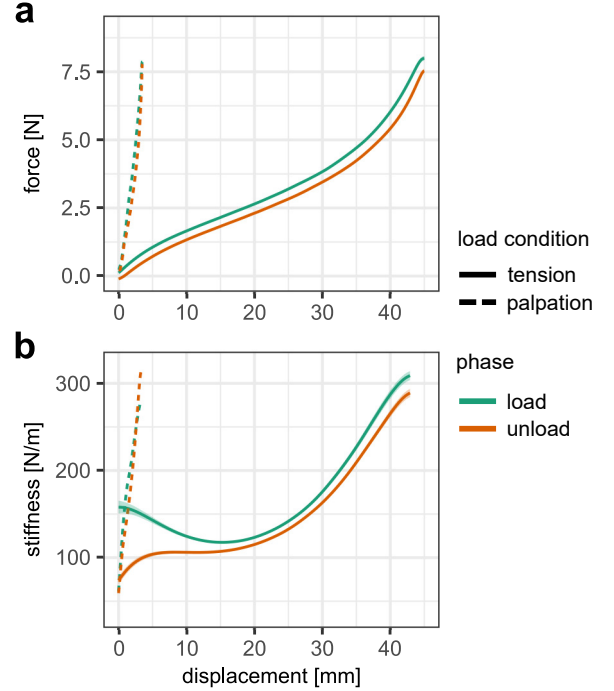 a
7.5
5.0
2.5
0.0
force [N]
0 10 20 30 40
load condition
tension
palpation
b
phase
load
unload
300
200
100
stiffness [N/m]
0 10 20 30 40
displacement [mm]